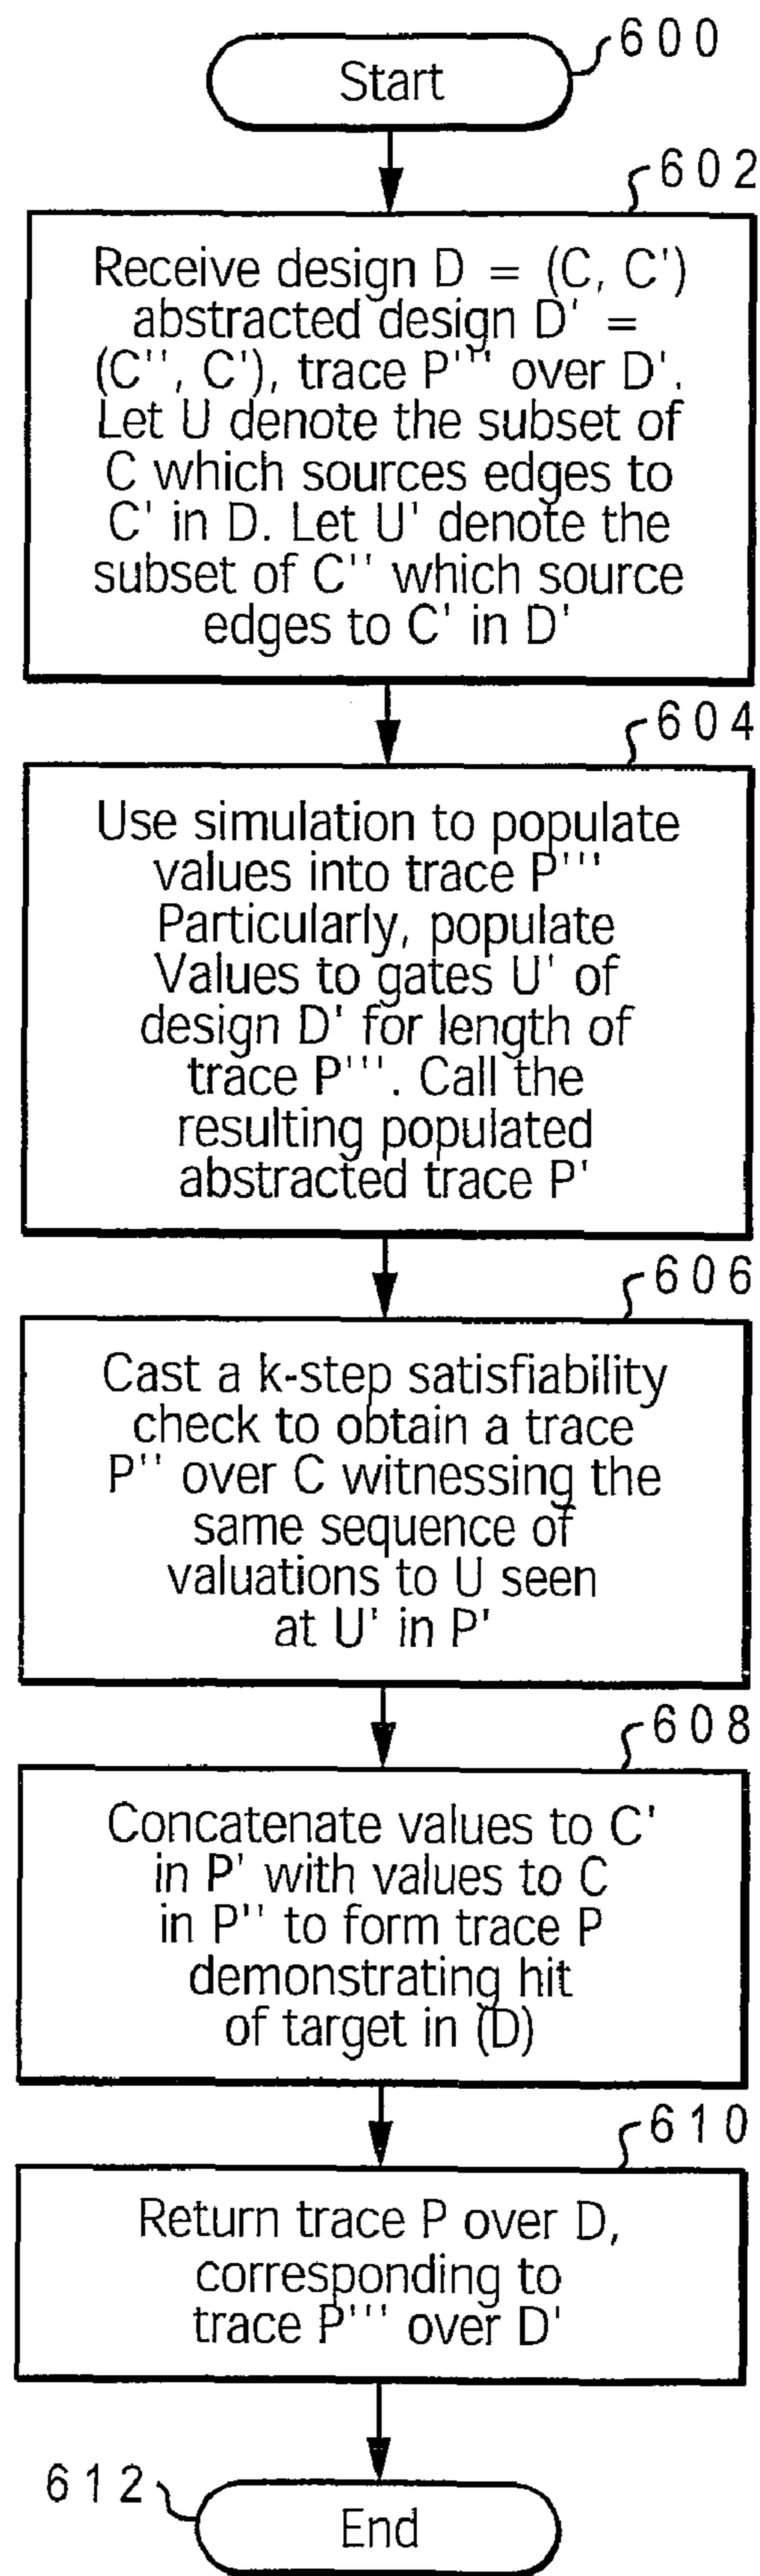 600
Start
602
Receive design D = (C, C')
abstracted design D' =
(C'', C'), trace P''' over D'.
Let U denote the subset of
C which sources edges to
C' in D. Let U' denote the
subset of C'' which source
edges to C' in D'
604
Use simulation to populate
values into trace P'''
Particularly, populate
Values to gates U' of
design D' for length of
trace P'''. Call the
resulting populated
abstracted trace P'
606
Cast a k-step satisfiability
check to obtain a trace
P'' over C witnessing the
same sequence of
valuations to U seen
at U' in P'
608
Concatenate values to C'
in P' with values to C
in P'' to form trace P
demonstrating hit
of target in (D)
610
Return trace P over D,
corresponding to
trace P''' over D'
612
End